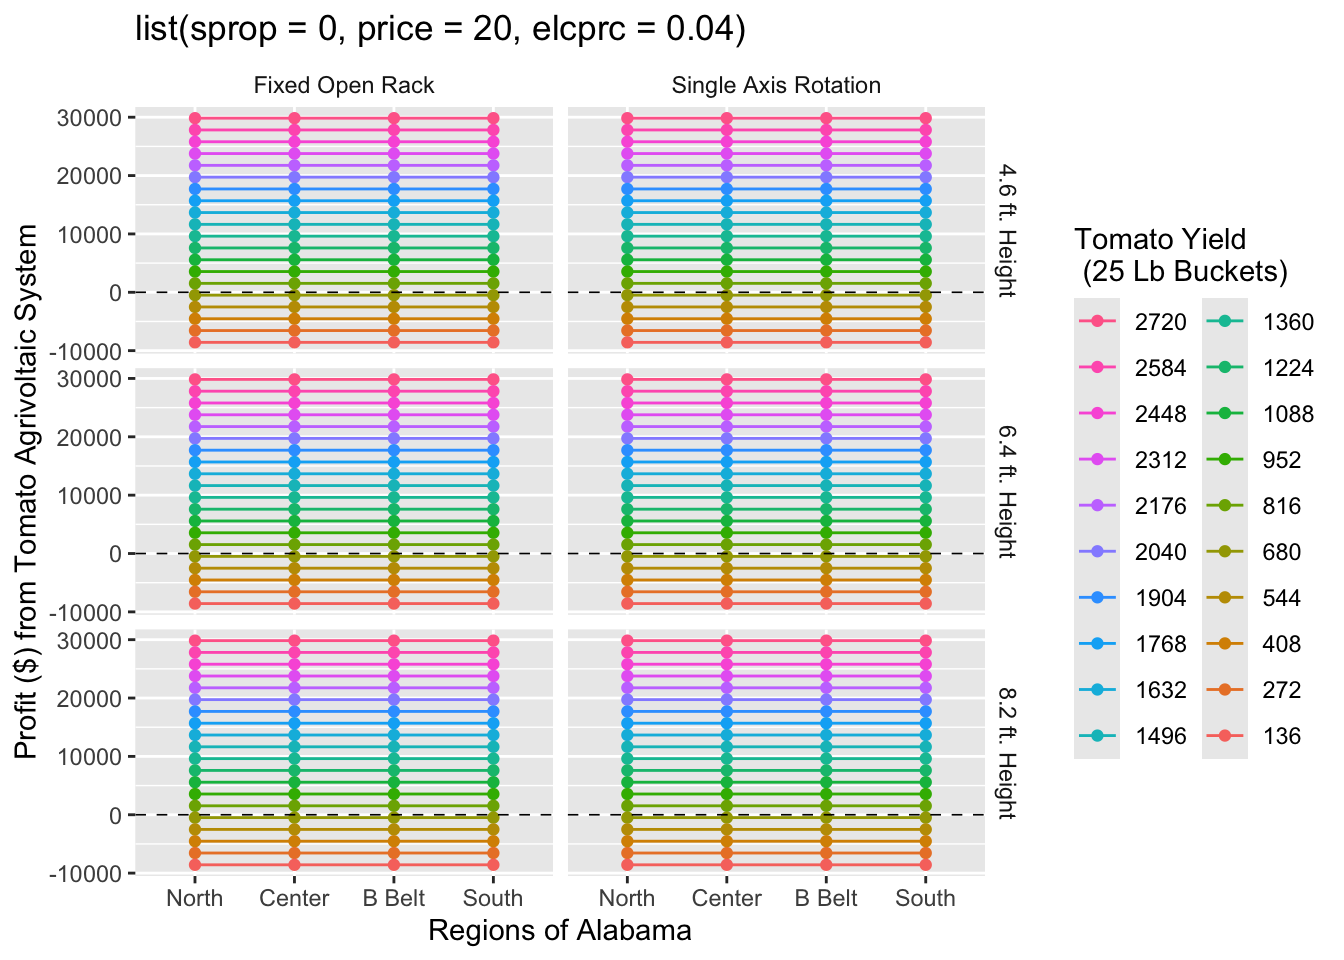 list(sprop = 0, price = 20, elcprc = 0.04)
Fixed Open Rack
Single Axis Rotation
Profit ($) from Tomato Agrivoltaic System
30000
20000
10000
0
-10000
4.6 ft. Height
30000
20000
10000
0
-10000
6.4 ft. Height
30000
20000
10000
0
-10000
8.2 ft. Height
North Center B Belt South
North Center B Belt South
Regions of Alabama
Tomato Yield
(25 Lb Buckets)
2720 1360
2584 1224
2448 1088
2312 952
2176 816
2040 680
1904 544
1768 408
1632 272
1496 136